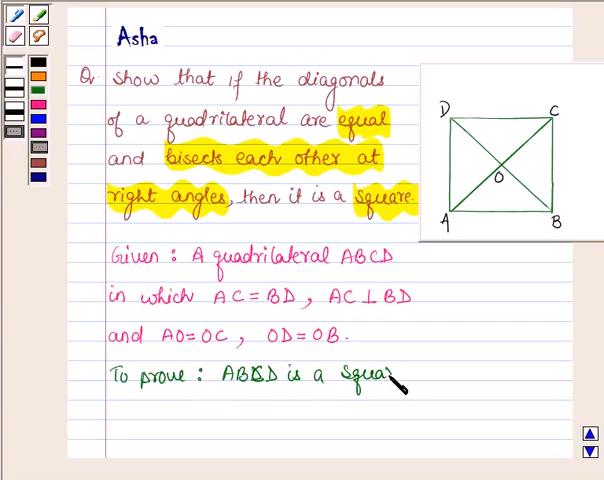 Asha
Q. Show that if the diagonals
of a quadrilateral are equal
and bisects each other at
right angles, then it is a square.
Given : A quadrilateral ABCD
in which AC = BD , AC ⊥ BD
and AO = OC , OD = OB.
To prove : ABCD is a squar
D C
O
A B